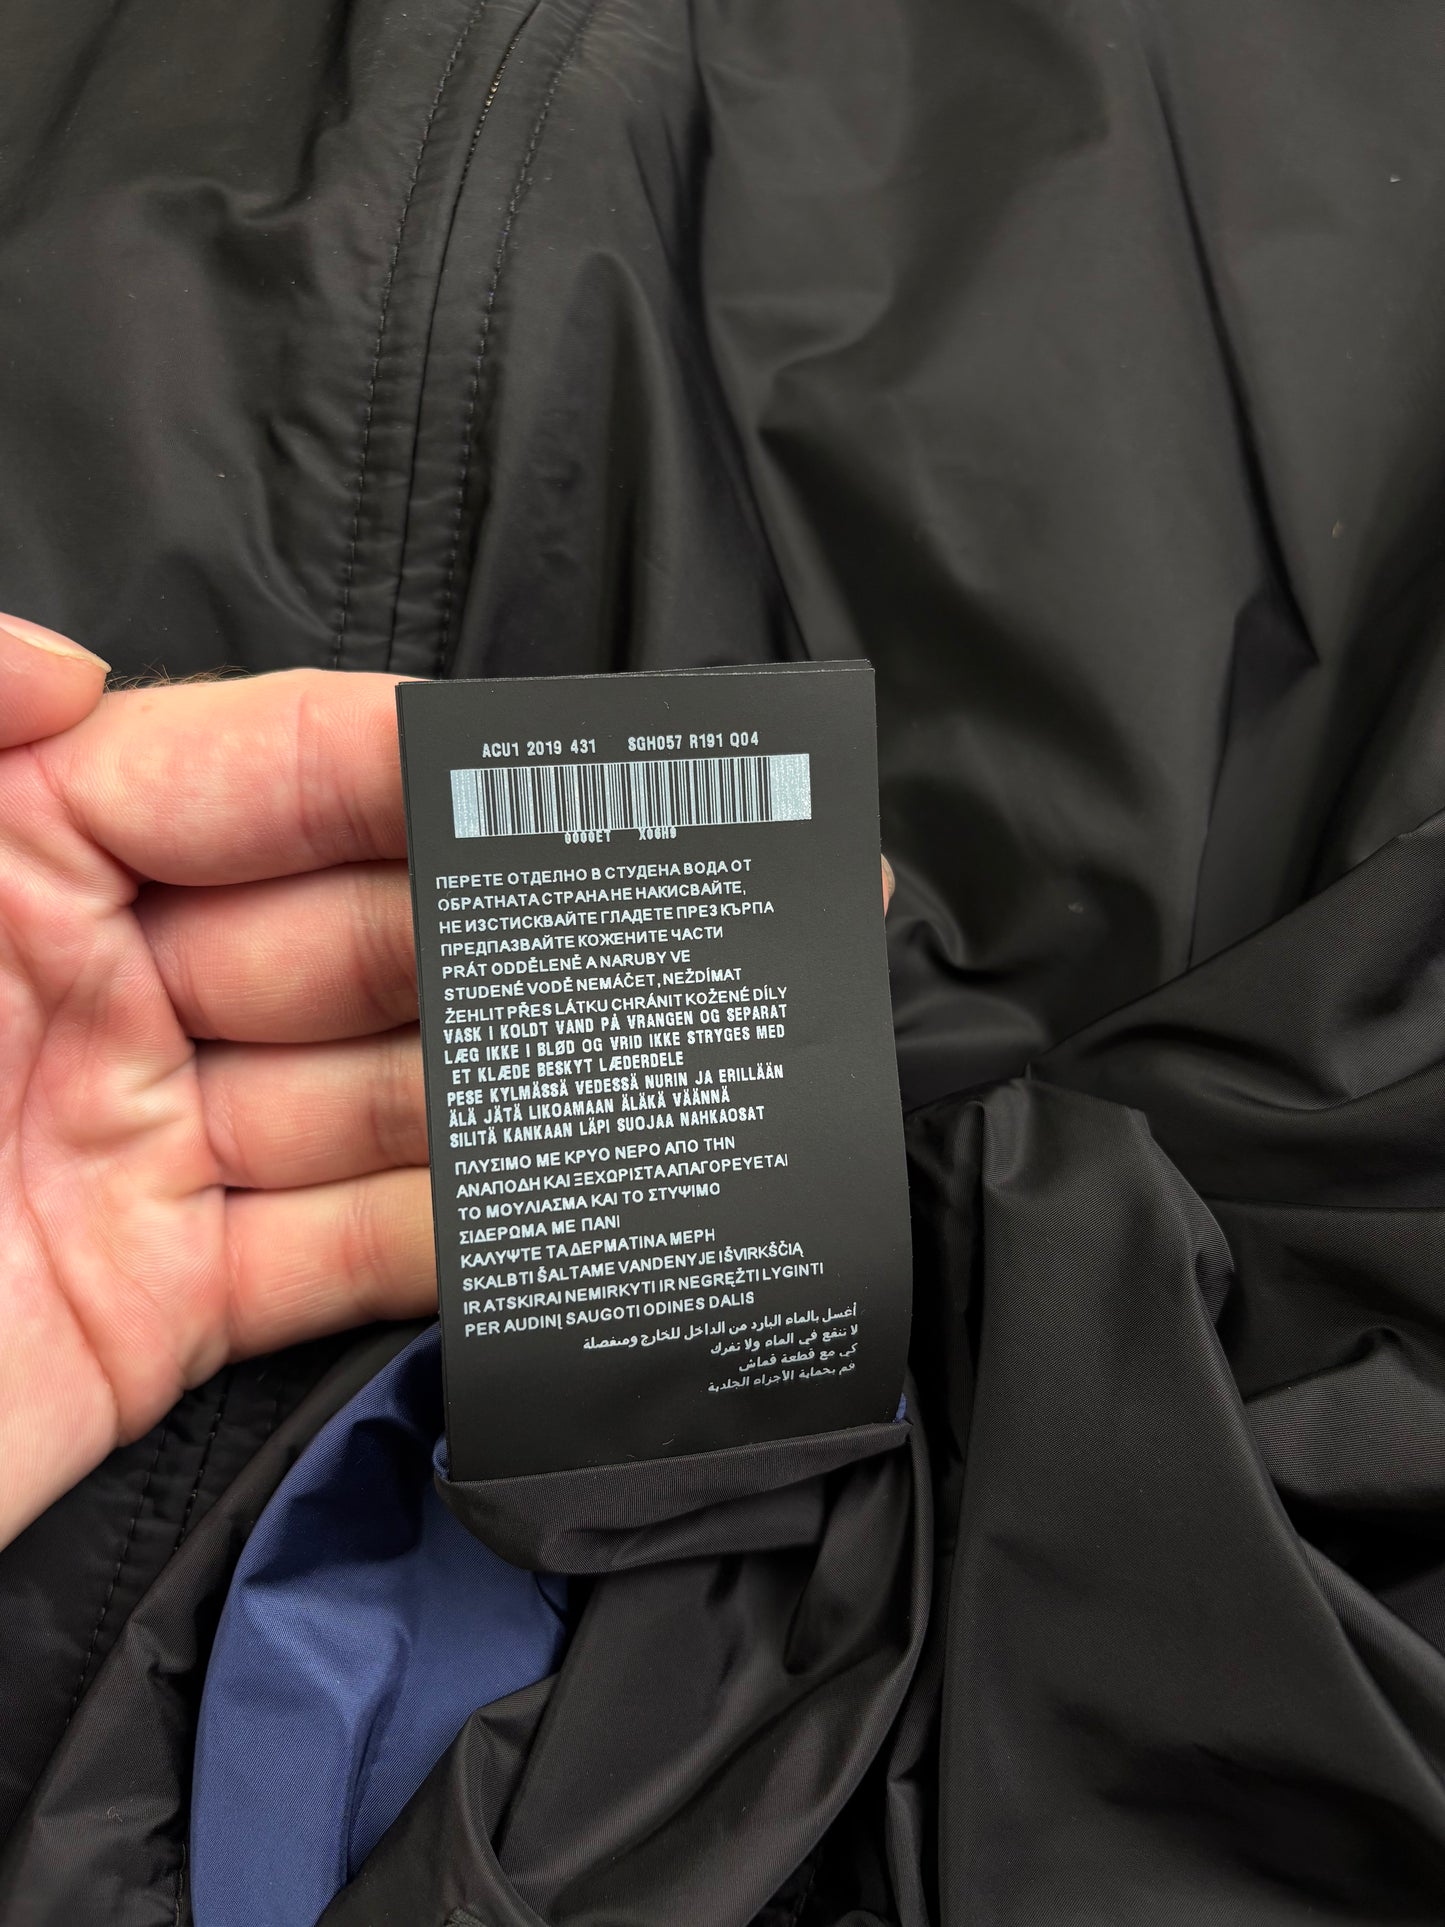 ACU1 2019 431 SGH057 R191 Q04
ПЕРЕТЕ ОТДЕЛНО В СТУДЕНА ВОДА ОТ
ОБРАТНАТА СТРАНА НЕ НАКИСВАЙТЕ,
НЕ ИЗСТИСКВАЙТЕ ГЛАДЕТЕ ПРЕЗ КЪРПА
ПРЕДПАЗВАЙТЕ КОЖЕНИТЕ ЧАСТИ
PRÁT ODDĚLENĚ A NARUBY VE
STUDENÉ VODĚ NEMÁČET, NEŽDÍMAT
ŽEHLIT PŘES LÁTKU CHRÁNIT KOŽENÉ DÍLY
VASK I KOLDT VAND PÅ VRANGEN OG SEPARAT
LÆG IKKE I BLØD OG VRID IKKE STRYGES MED
ET KLÆDE BESKYT LÆDERDELE
PESE KYLMÄSSÄ VEDESSÄ NURIN JA ERILLÄÄN
ÄLÄ JÄTÄ LIKOAMAAN ÄLÄKÄ VÄÄNNÄ
SILITÄ KANKAAN LÄPI SUOJAA NAHKAOSAT
ΠΛΥΣΙΜΟ ΜΕ ΚΡΥΟ ΝΕΡΟ ΑΠΟ ΤΗΝ
ΑΝΑΠΟΔΗ ΚΑΙ ΞΕΧΩΡΙΣΤΑ ΑΠΑΓΟΡΕΥΕΤΑΙ
ΤΟ ΜΟΥΛΙΑΣΜΑ ΚΑΙ ΤΟ ΣΤΥΨΙΜΟ
ΣΙΔΕΡΩΜΑ ΜΕ ΠΑΝΙ
ΚΑΛΥΨΤΕ ΤΑ ΔΕΡΜΑΤΙΝΑ ΜΕΡΗ
SKALBTI ŠALTAME VANDENYJE IŠVIRKŠČIĄ
IR ATSKIRAI NEMIRKYTI IR NEGRĘŽTI LYGINTI
PER AUDINĮ SAUGOTI ODINES DALIS
أغسل بالماء البارد من الداخل للخارج ومنفصلة
لا تنقع في الماء ولا تفرك
كي مع قطعة قماش
قم بحماية الأجزاء الجلدية